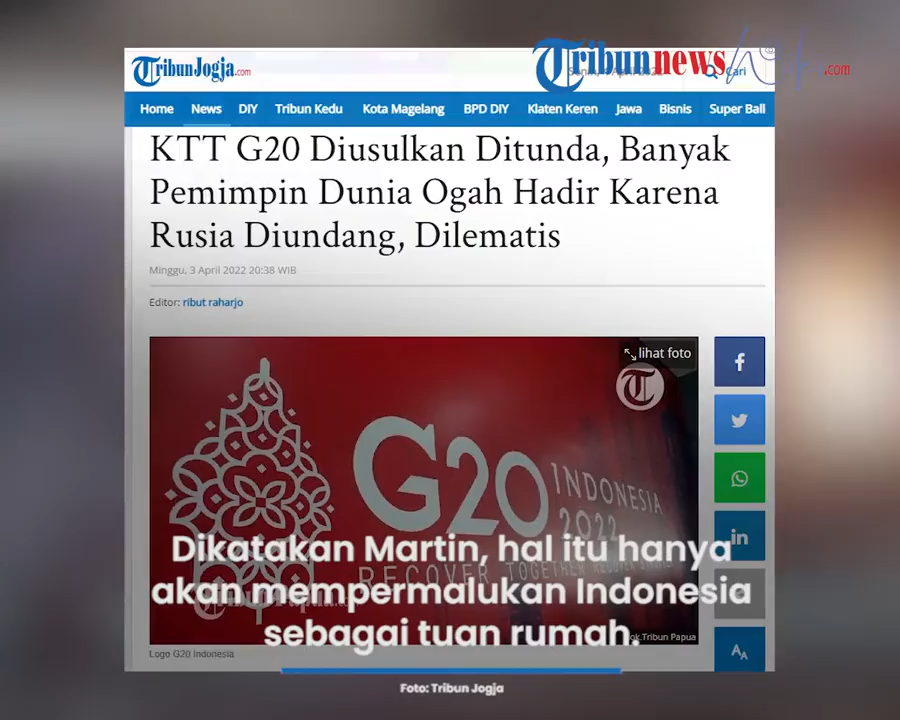 TribunJogja.com
Tribunnews.com
Cari
Home News DIY Tribun Kedu Kota Magelang BPD DIY Klaten Keren Jawa Bisnis Super Ball
KTT G20 Diusulkan Ditunda, Banyak
Pemimpin Dunia Ogah Hadir Karena
Rusia Diundang, Dilematis
Minggu, 3 April 2022 20:38 WIB
Editor: ribut raharjo
lihat foto
G20 INDONESIA
2022
RECOVER TOGETHER
Dikatakan Martin, hal itu hanya
akan mempermalukan Indonesia
sebagai tuan rumah.
Tribun Papua
Logo G20 Indonesia
AA
Foto: Tribun Jogja